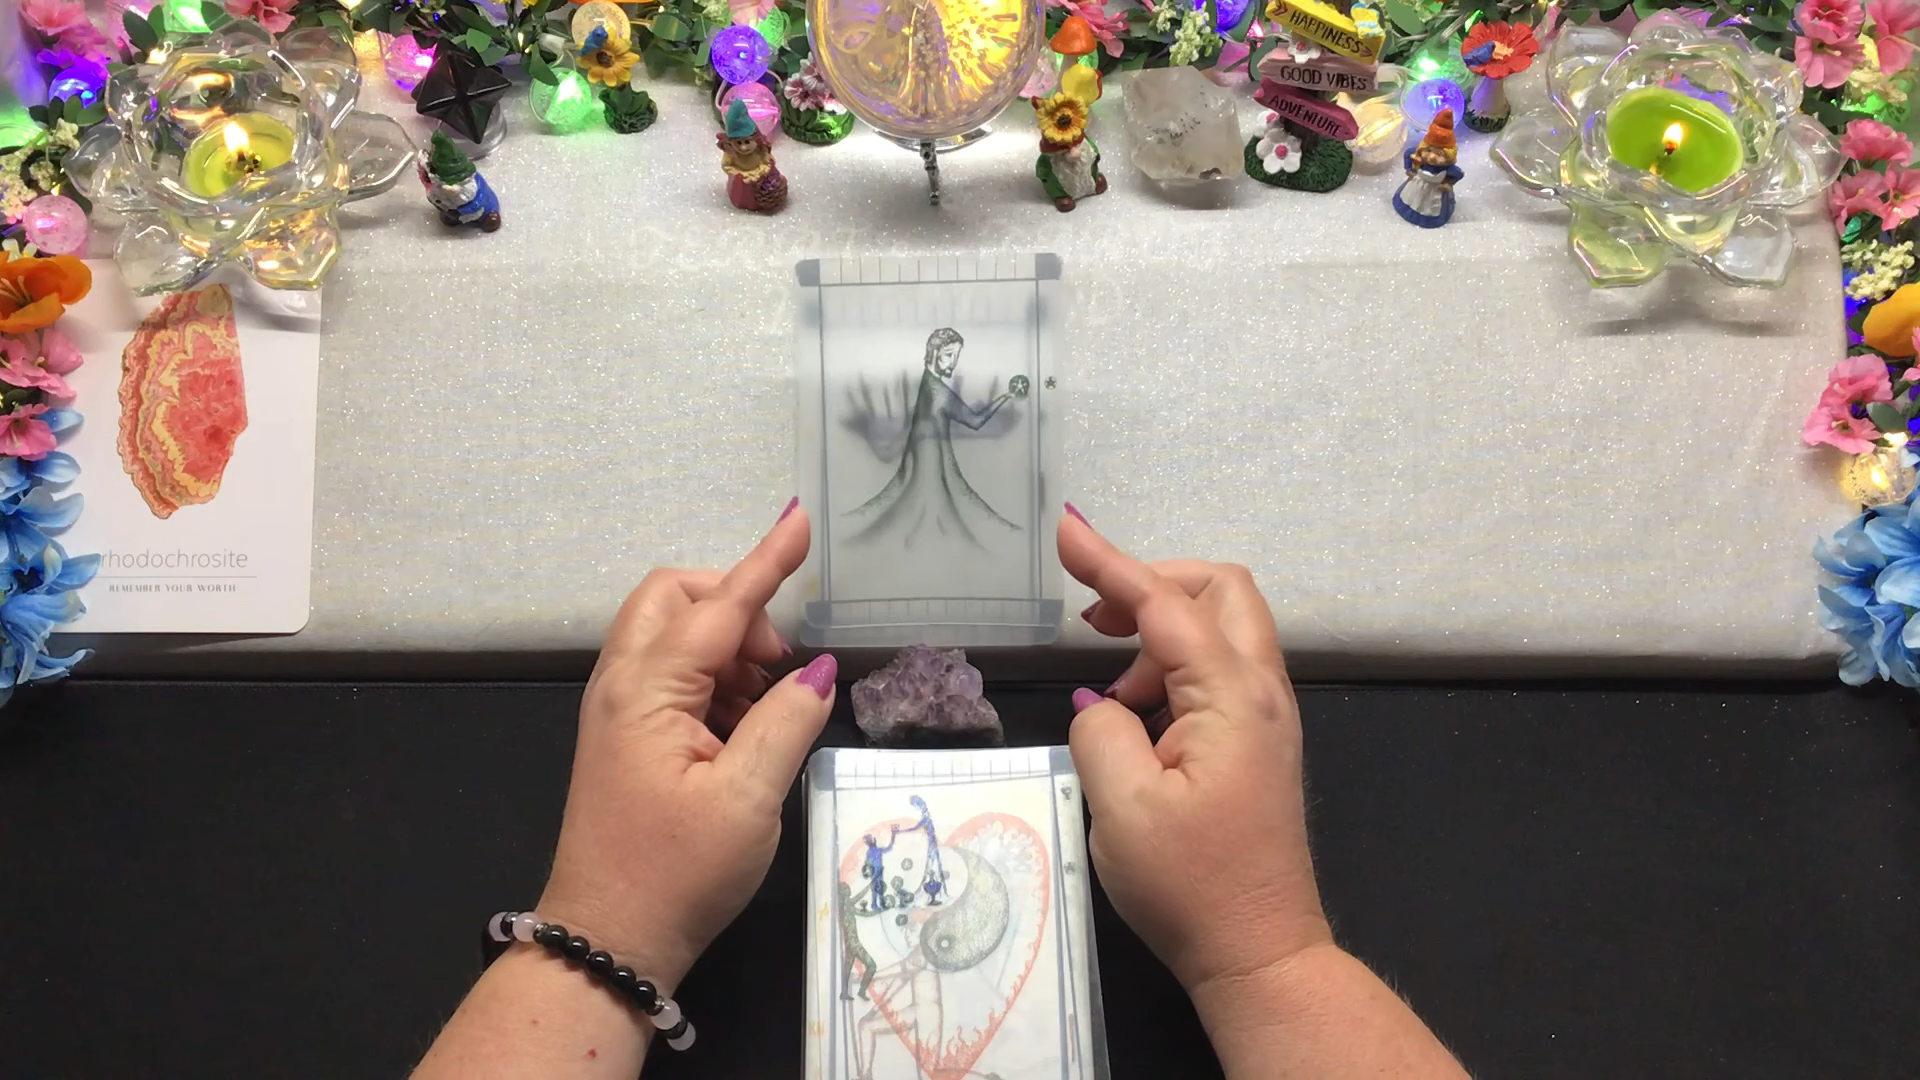 HAPPINESS
GOOD VIBES
ADVENTURE
rhodochrosite
REMEMBER YOUR WORTH